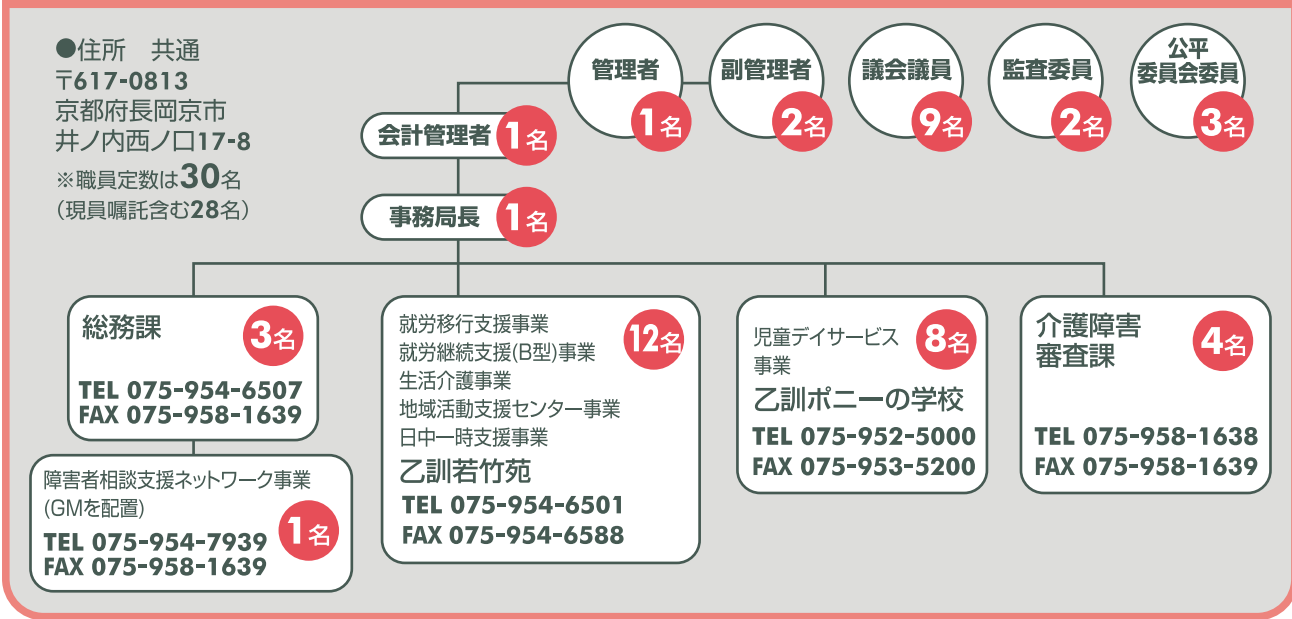 ●住所　共通
〒617-0813
京都府長岡京市
井ノ内西ノ口17-8
※職員定数は30名
(現員嘱託含む28名)
管理者
1名
副管理者
2名
議会議員
9名
監査委員
2名
公平
委員会委員
3名
会計管理者 1名
事務局長 1名
総務課 3名
TEL 075-954-6507
FAX 075-958-1639
障害者相談支援ネットワーク事業
(GMを配置)
1名
TEL 075-954-7939
FAX 075-958-1639
就労移行支援事業
12名
就労継続支援(B型)事業
生活介護事業
地域活動支援センター事業
日中一時支援事業
乙訓若竹苑
TEL 075-954-6501
FAX 075-954-6588
児童デイサービス
事業
8名
乙訓ポニーの学校
TEL 075-952-5000
FAX 075-953-5200
介護障害
審査課
4名
TEL 075-958-1638
FAX 075-958-1639